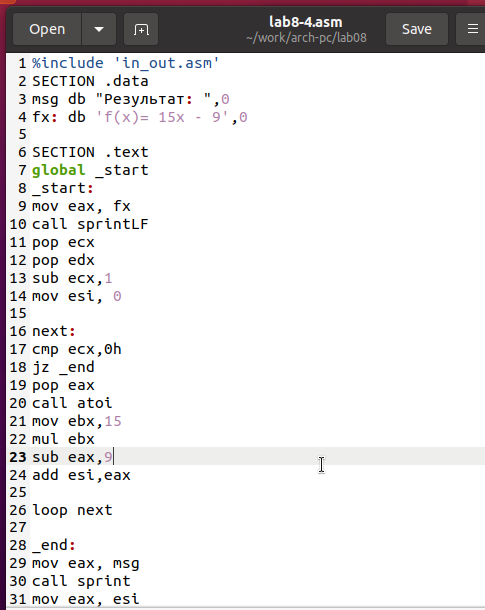 Open
lab8-4.asm
~/work/arch-pc/lab08
Save
1 %include 'in_out.asm'
2 SECTION .data
3 msg db "Результат: ",0
4 fx: db 'f(x)= 15x - 9',0
5
6 SECTION .text
7 global _start
8 _start:
9 mov eax, fx
10 call sprintLF
11 pop ecx
12 pop edx
13 sub ecx,1
14 mov esi, 0
15
16 next:
17 cmp ecx,0h
18 jz _end
19 pop eax
20 call atoi
21 mov ebx,15
22 mul ebx
23 sub eax,9
24 add esi,eax
25
26 loop next
27
28 _end:
29 mov eax, msg
30 call sprint
31 mov eax, esi